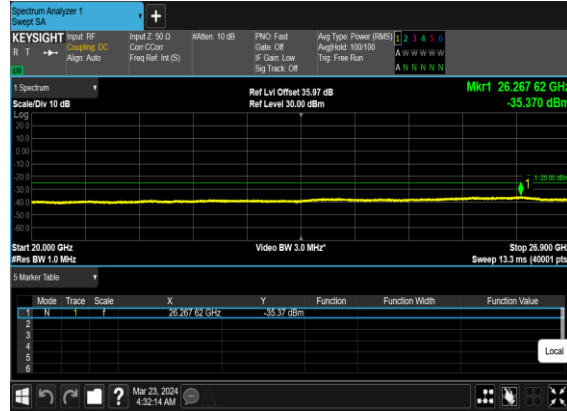 Spectrum Analyzer 1
Swept SA
+
KEYSIGHT Input: RF Input Z: 50 Ω #Atten: 10 dB PNO: Fast Avg Type: Power (RMS) 1 2 3 4 5 6
R T Coupling: DC Corr CCorr Gate: Off Avg|Hold: 100/100 A W W W W W
Align: Auto Freq Ref: Int (S) IF Gain: Low Trig: Free Run
Sig Track: Off A N N N N N
1 Spectrum Ref Lvl Offset 35.97 dB Mkr1 26.267 62 GHz
Scale/Div 10 dB Ref Level 30.00 dBm -35.370 dBm
Log
20.0
10.0
0.00
-10.0
-20.0
-30.0
-40.0
-50.0
-60.0
1
Start 20.000 GHz Video BW 3.0 MHz* Stop 26.900 GHz
#Res BW 1.0 MHz Sweep 13.3 ms (40001 pts)
5 Marker Table
Mode Trace Scale X Y Function Function Width Function Value
1 N 1 f 26.267 62 GHz -35.37 dBm
2
3
4
5
6
Local
? Mar 23, 2024
4:32:14 AM